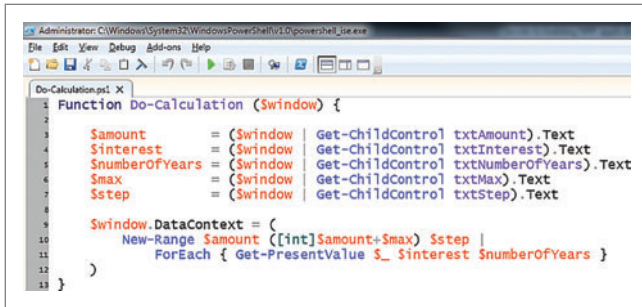 Administrator: C:\Windows\System32\WindowsPowerShell\v1.0\powershell_ise.exe
File Edit View Debug Add-ons Help
Do-Calculation.ps1 X
1 Function Do-Calculation ($window) {
2
3 $amount = ($window | Get-ChildControl txtAmount).Text
4 $interest = ($window | Get-ChildControl txtInterest).Text
5 $numberOfYears = ($window | Get-ChildControl txtNumberOfYears).Text
6 $max = ($window | Get-ChildControl txtMax).Text
7 $step = ($window | Get-ChildControl txtStep).Text
8
9 $window.DataContext = (
10 New-Range $amount ([int]$amount+$max) $step |
11 ForEach { Get-PresentValue $_ $interest $numberOfYears }
12 )
13 }